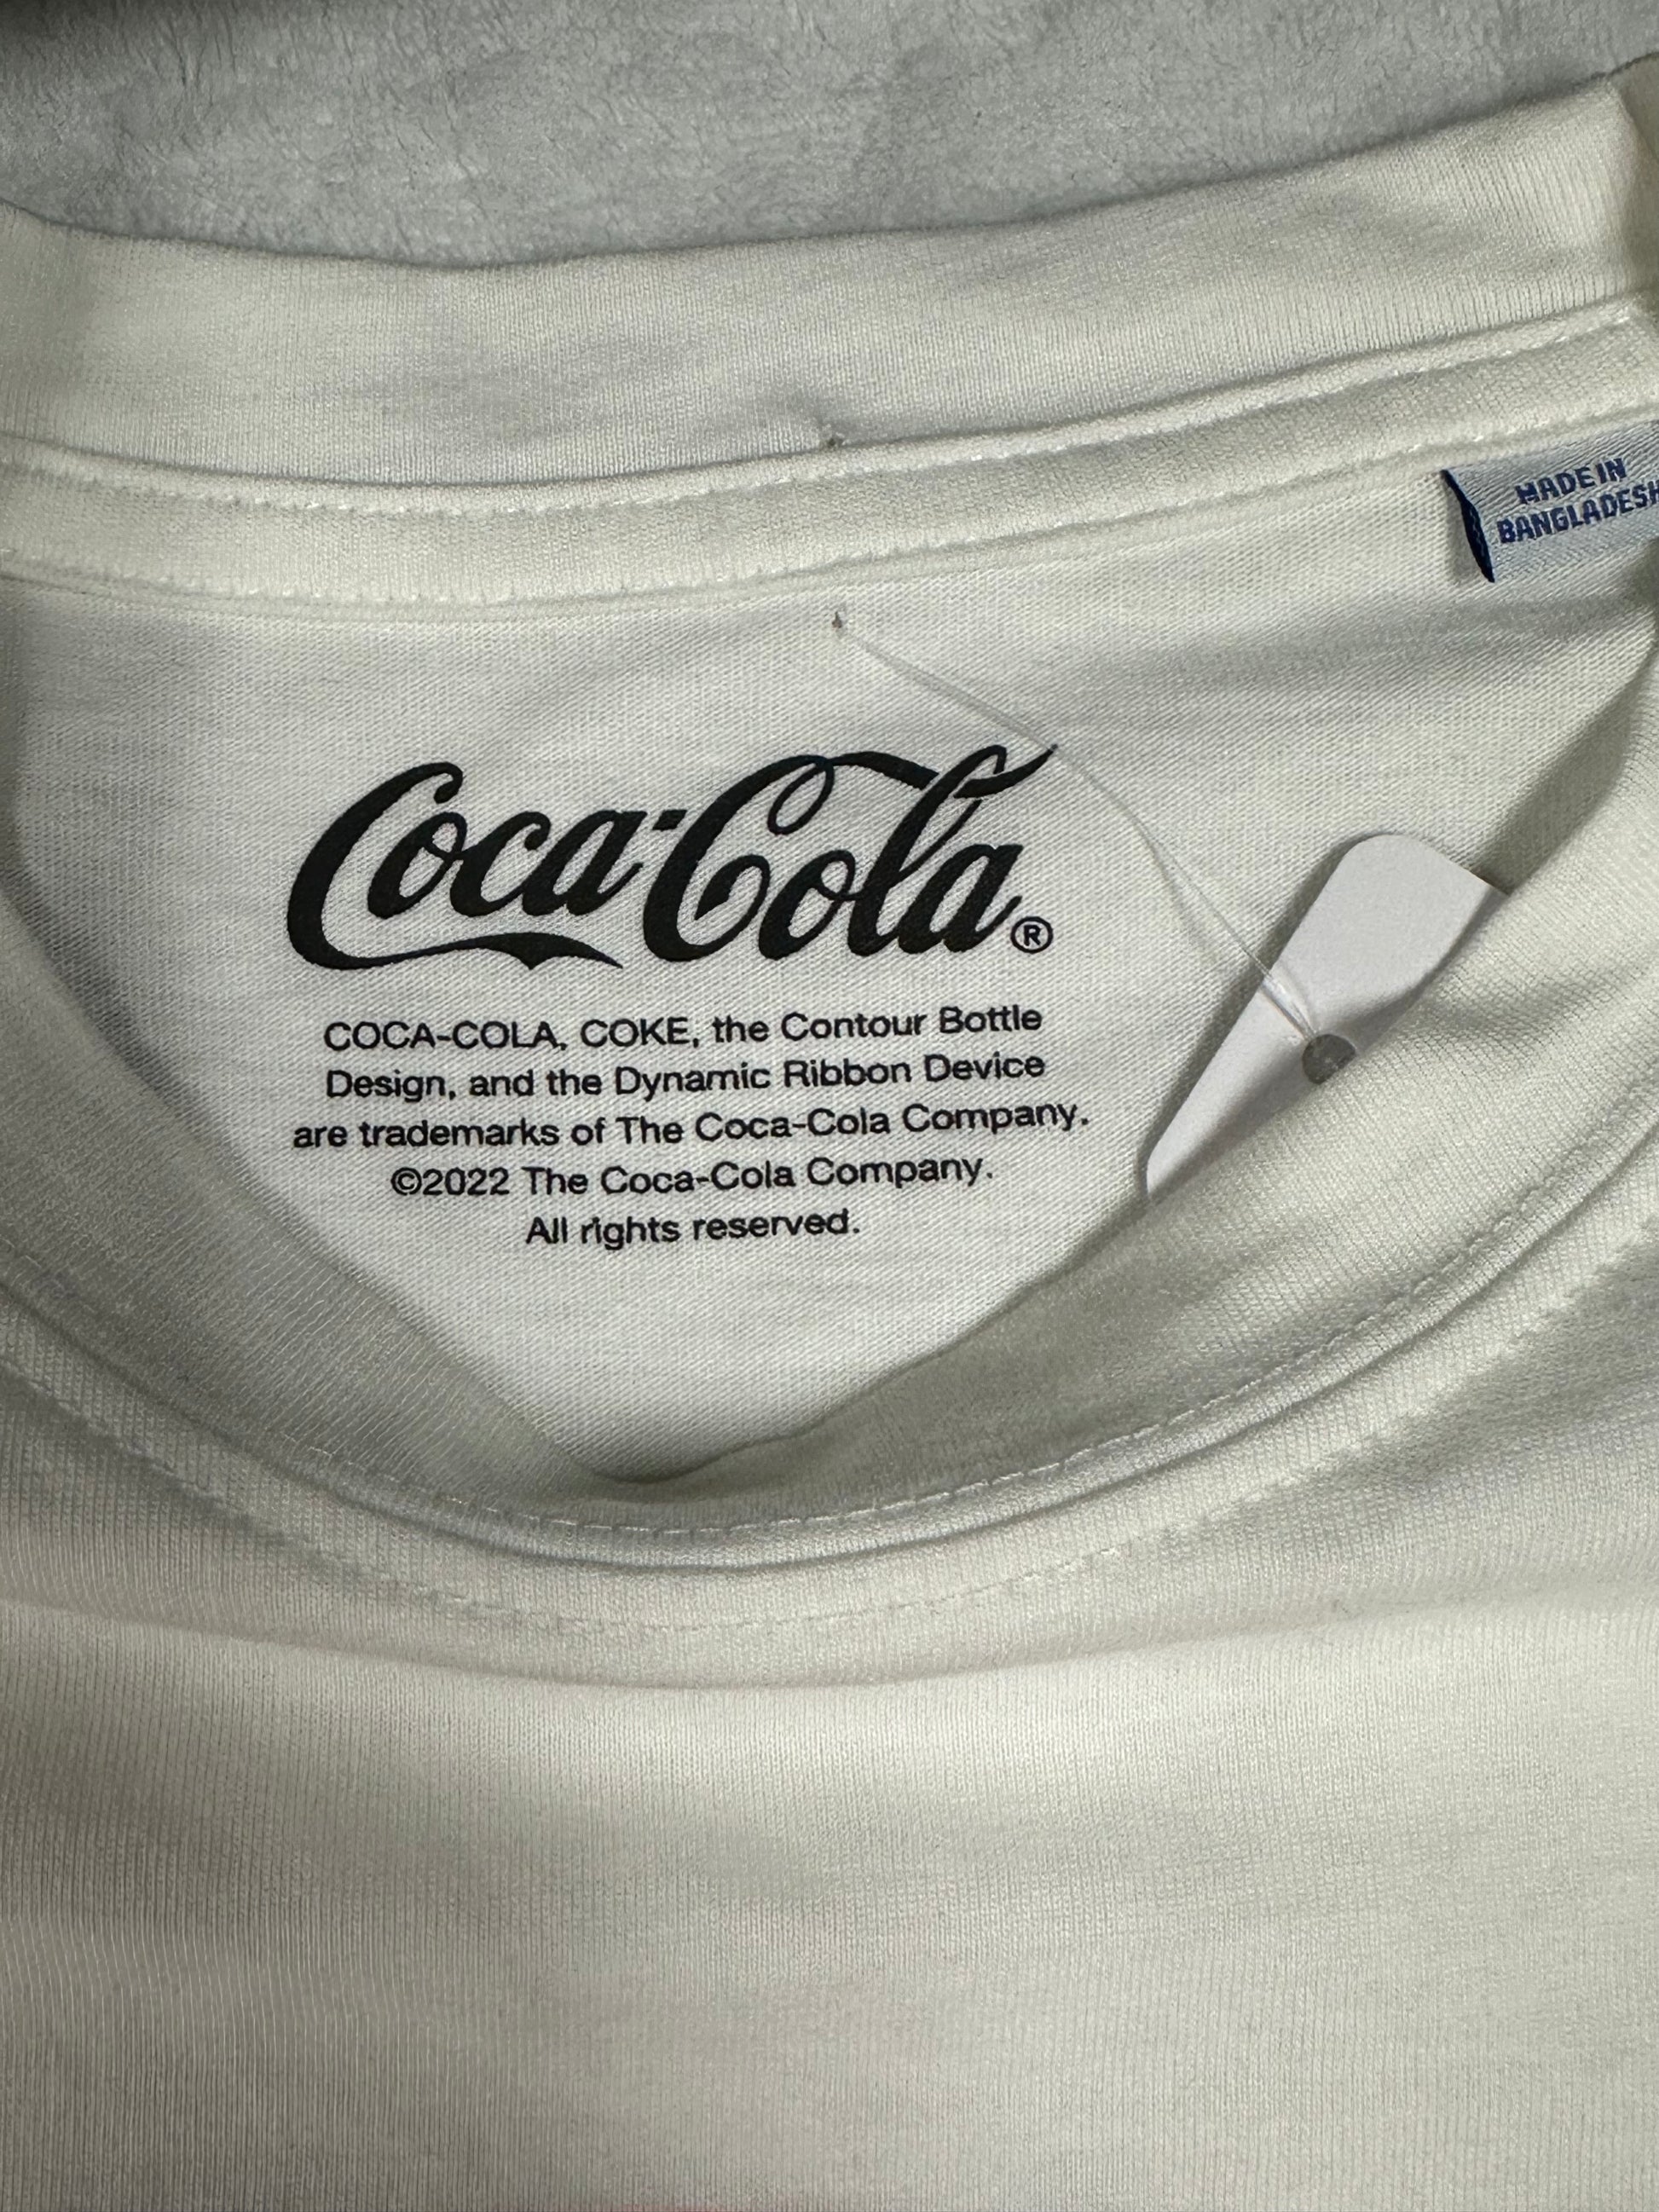 MADE IN
BANGLADESH
Coca-Cola®
COCA-COLA, COKE, the Contour Bottle
Design, and the Dynamic Ribbon Device
are trademarks of The Coca-Cola Company.
©2022 The Coca-Cola Company.
All rights reserved.